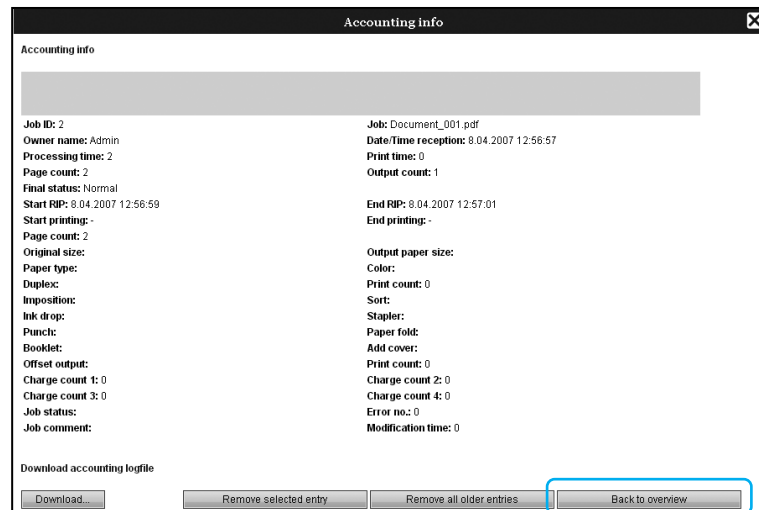 Accounting info
Accounting info
Job ID: 2 Job: Document_001.pdf
Owner name: Admin Date/Time reception: 8.04.2007 12:56:57
Processing time: 2 Print time: 0
Page count: 2 Output count: 1
Final status: Normal
Start RIP: 8.04.2007 12:56:59 End RIP: 8.04.2007 12:57:01
Start printing: - End printing: -
Page count: 2
Original size: Output paper size:
Paper type: Color:
Duplex: Print count: 0
Imposition: Sort:
Ink drop: Stapler:
Punch: Paper fold:
Booklet: Add cover:
Offset output: Print count: 0
Charge count 1: 0 Charge count 2: 0
Charge count 3: 0 Charge count 4: 0
Job status: Error no.: 0
Job comment: Modification time: 0
Download accounting logfile
Download... Remove selected entry Remove all older entries Back to overview